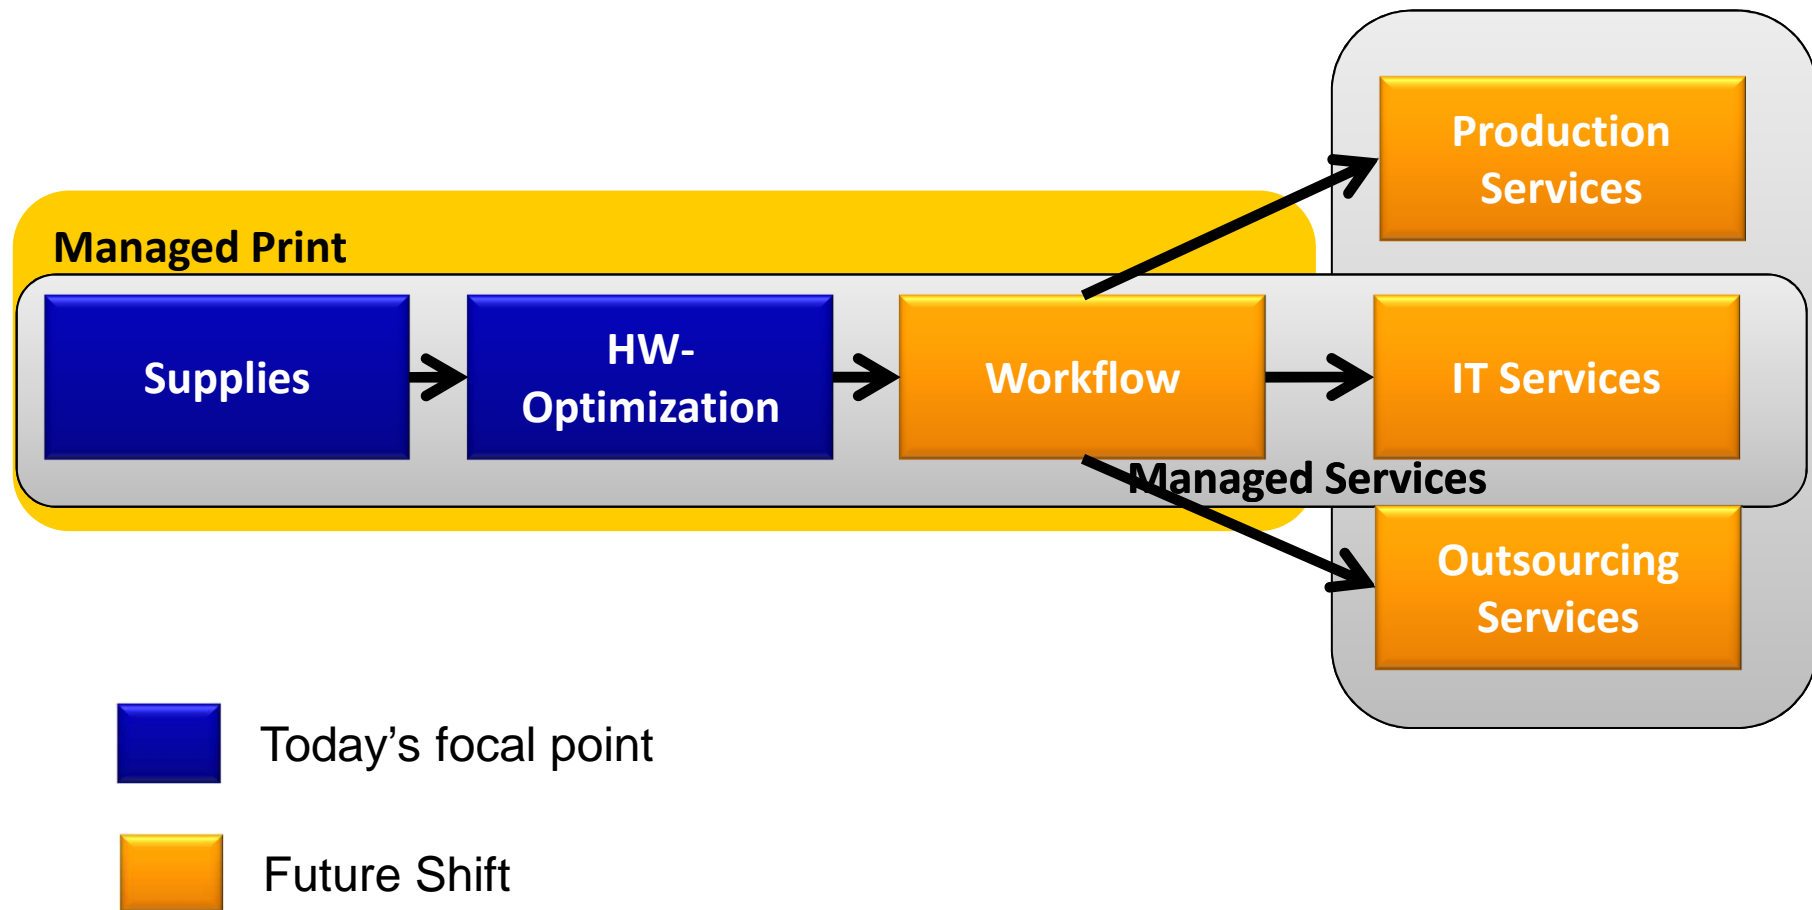 Production
Services
Managed Print
Supplies
HW-
Optimization
Workflow
IT Services
Managed Services
Outsourcing
Services
Today’s focal point
Future Shift